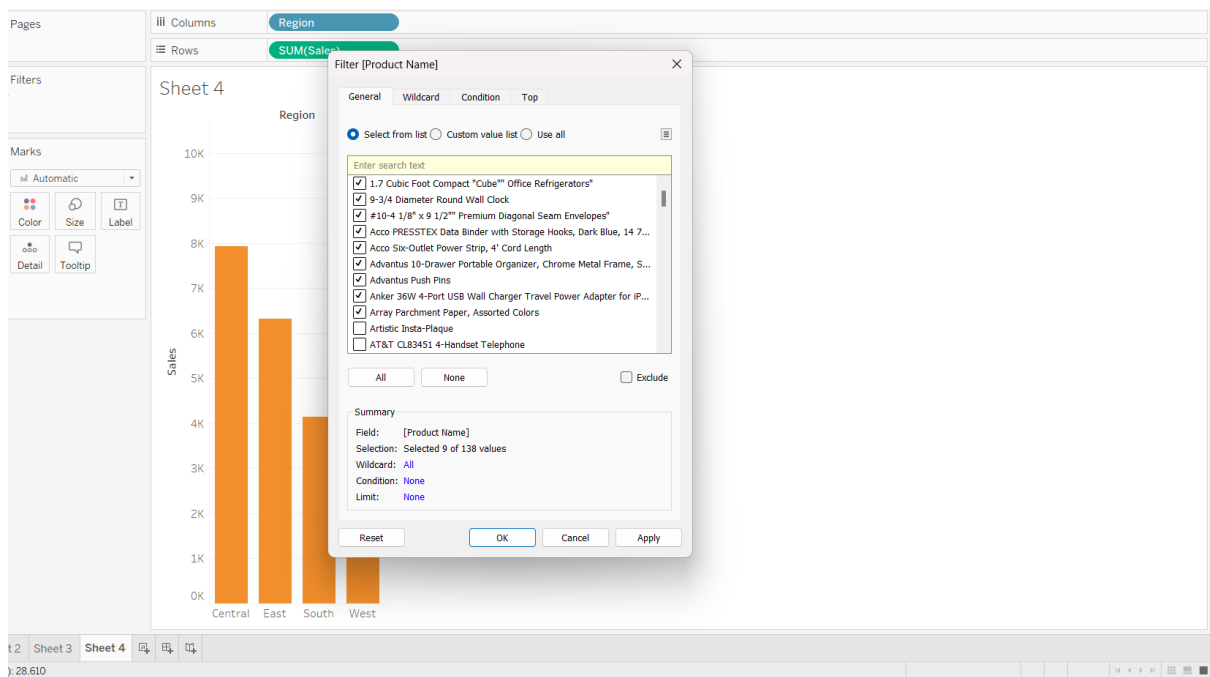 Pages
iii Columns
Region
Rows
SUM(Sales)
Filters
Marks
Automatic
Color
Size
Label
Detail
Tooltip
Sheet 4
Region
10K
9K
8K
7K
6K
5K
4K
3K
2K
1K
0K
Sales
Central East South West
Filter [Product Name]
General Wildcard Condition Top
Select from list Custom value list Use all
Enter search text
1.7 Cubic Foot Compact "Cube"" Office Refrigerators"
9-3/4 Diameter Round Wall Clock
#10-4 1/8" x 9 1/2"" Premium Diagonal Seam Envelopes"
Acco PRESSTEX Data Binder with Storage Hooks, Dark Blue, 14 7...
Acco Six-Outlet Power Strip, 4' Cord Length
Advantus 10-Drawer Portable Organizer, Chrome Metal Frame, S...
Advantus Push Pins
Anker 36W 4-Port USB Wall Charger Travel Power Adapter for iP...
Array Parchment Paper, Assorted Colors
Artistic Insta-Plaque
AT&T CL83451 4-Handset Telephone
All None Exclude
Summary
Field: [Product Name]
Selection: Selected 9 of 138 values
Wildcard: All
Condition: None
Limit: None
Reset OK Cancel Apply
t 2 Sheet 3 Sheet 4
): 28,610